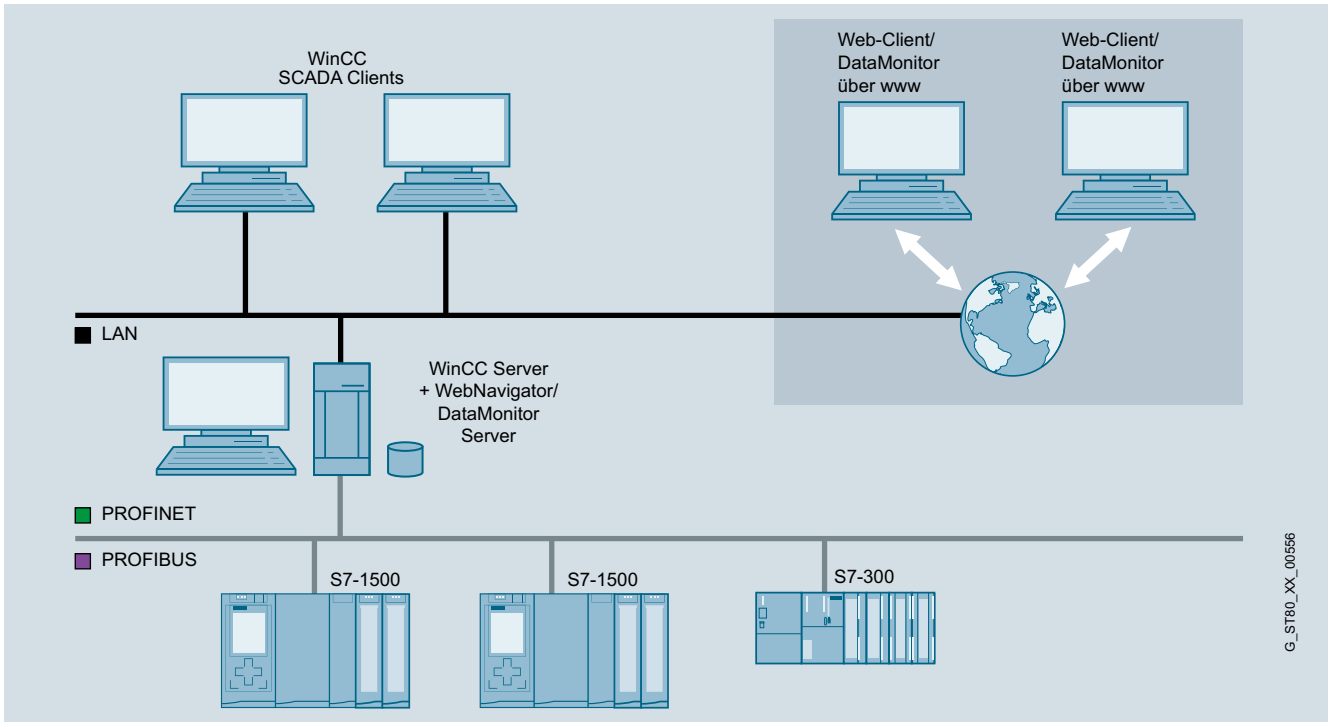 WinCC
SCADA Clients
Web-Client/
DataMonitor
über www
Web-Client/
DataMonitor
über www
LAN
WinCC Server
+ WebNavigator/
DataMonitor
Server
PROFINET
PROFIBUS
S7-1500
S7-1500
S7-300
G_ST80_XX_00556